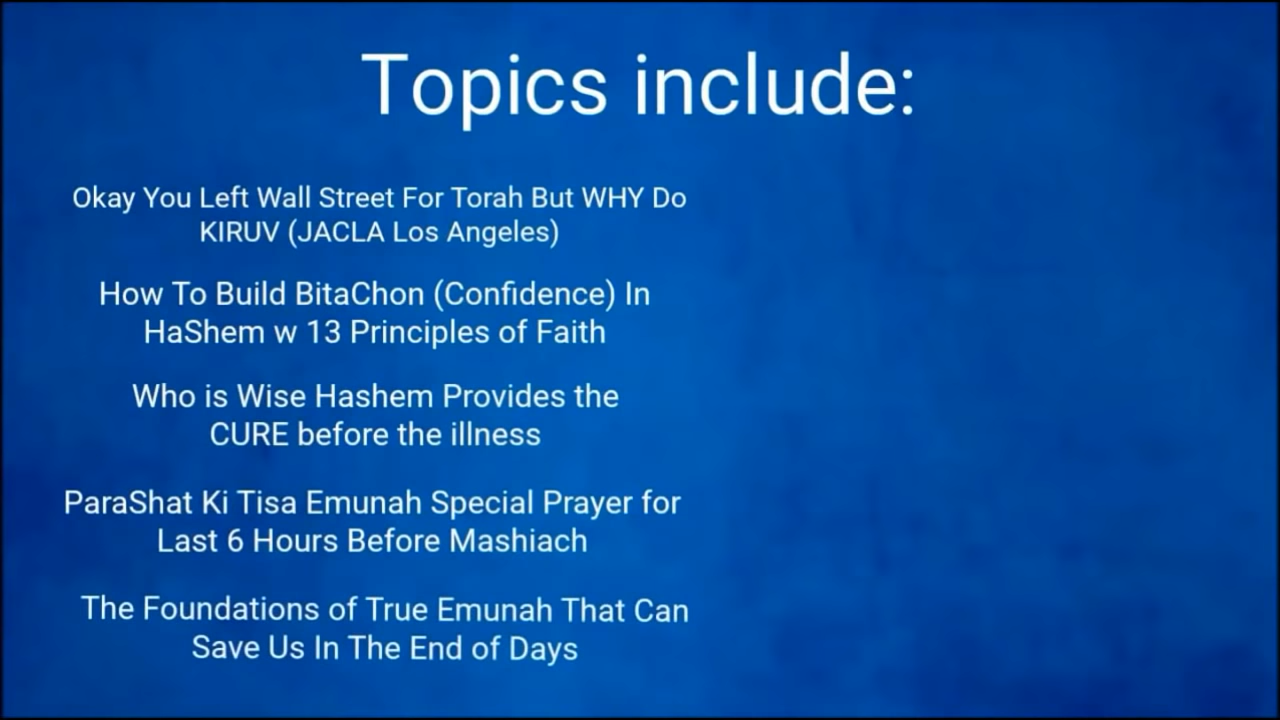 Topics include:
Okay You Left Wall Street For Torah But WHY Do
KIRUV (JACLA Los Angeles)
How To Build BitaChon (Confidence) In
HaShem w 13 Principles of Faith
Who is Wise Hashem Provides the
CURE before the illness
ParaShat Ki Tisa Emunah Special Prayer for
Last 6 Hours Before Mashiach
The Foundations of True Emunah That Can
Save Us In The End of Days